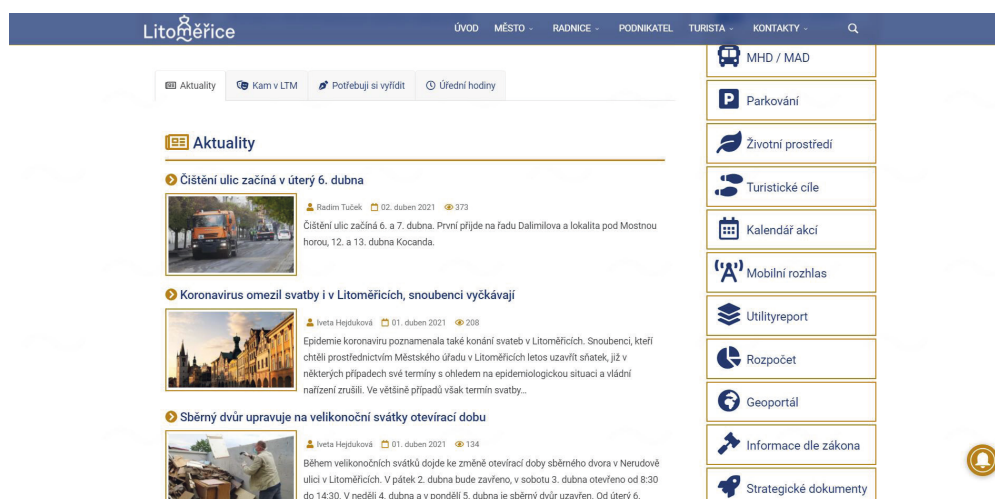 Litoměřice
ÚVOD MĚSTO RADNICE PODNIKATEL TURISTA KONTAKTY
Aktuality Kam v LTM Potřebuji si vyřídit Úřední hodiny
Aktuality
Čištění ulic začíná v úterý 6. dubna
Radim Tuček 02. duben 2021 373
Čištění ulic začíná 6. a 7. dubna. První přijde na řadu Dalimilova a lokalita pod Mostnou
horou, 12. a 13. dubna Kocanda.
Koronavirus omezil svatby i v Litoměřicích, snoubenci vyčkávají
Iveta Hejduková 01. duben 2021 208
Epidemie koronaviru poznamenala také konání svateb v Litoměřicích. Snoubenci, kteří
chtěli prostřednictvím Městského úřadu v Litoměřicích letos uzavřít sňatek, již v
některých případech své termíny s ohledem na epidemiologickou situaci a vládní
nařízení zrušili. Ve většině případů však termín svatby...
Sběrný dvůr upravuje na velikonoční svátky otevírací dobu
Iveta Hejduková 01. duben 2021 134
Během velikonočních svátků dojde ke změně otevírací doby sběrného dvora v Nerudově
ulici v Litoměřicích. V pátek 2. dubna bude zavřeno, v sobotu 3. dubna otevřeno od 8:30
do 14:30. V neděli 4. dubna a v pondělí 5. dubna je sběrný dvůr uzavřen. Od úterý 6.
MHD / MAD
P Parkování
Životní prostředí
Turistické cíle
Kalendář akcí
Mobilní rozhlas
Utilityreport
Rozpočet
Geoportál
Informace dle zákona
Strategické dokumenty